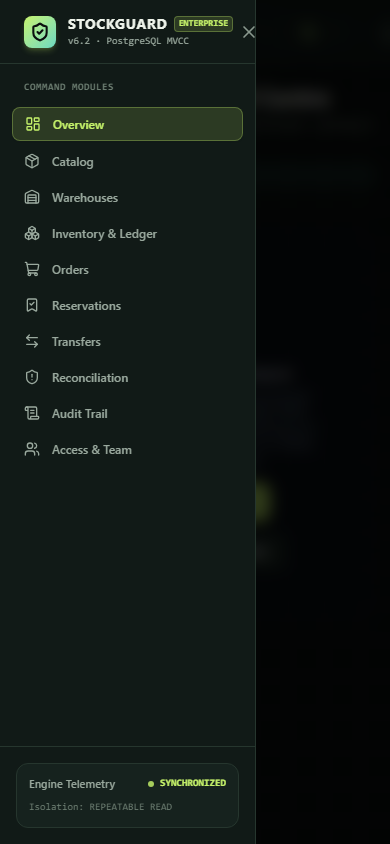 STOCKGUARD ENTERPRISE
v6.2 · PostgreSQL MVCC
COMMAND MODULES
Overview
Catalog
Warehouses
Inventory & Ledger
Orders
Reservations
Transfers
Reconciliation
Audit Trail
Access & Team
Engine Telemetry SYNCHRONIZED
Isolation: REPEATABLE READ